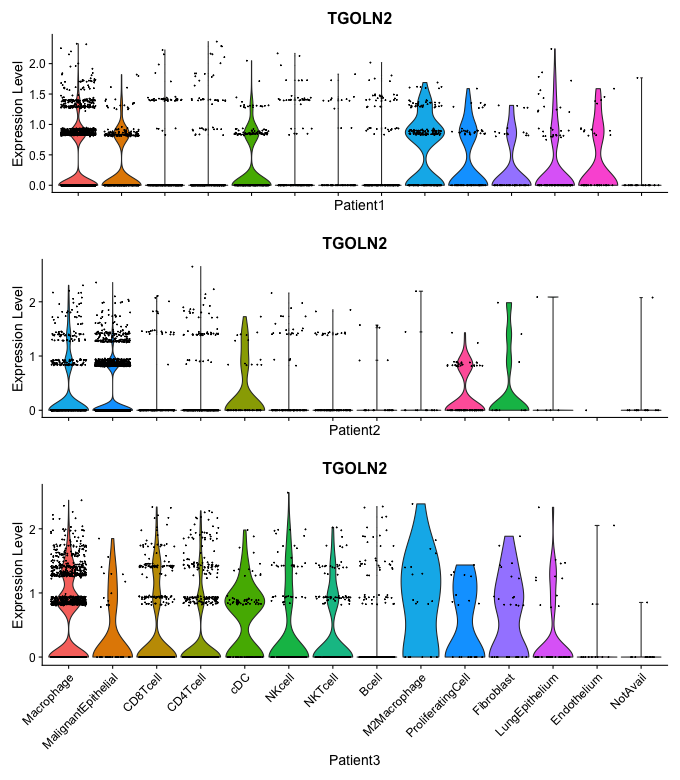 TGOLN2
Expression Level
2.0
1.5
1.0
0.5
0.0
Patient1
TGOLN2
Expression Level
2
1
0
Patient2
TGOLN2
Expression Level
2
1
0
Macrophage
MalignantEpithelial
CD8Tcell
CD4Tcell
cDC
NKcell
NKTcell
Bcell
M2Macrophage
ProliferatingCell
Fibroblast
LungEpithelium
Endothelium
NotAvail
Patient3